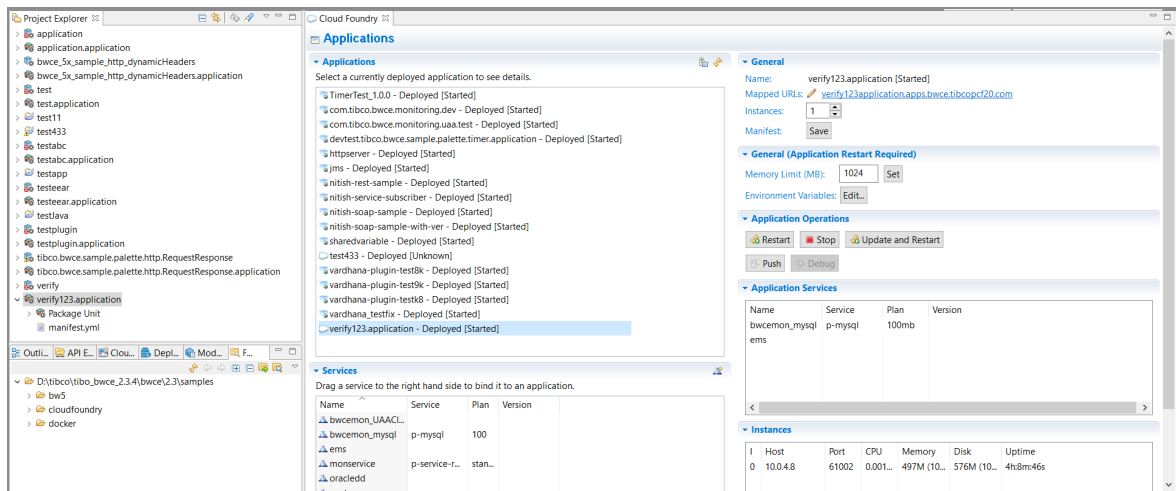 Project Explorer
application
application.application
bwce_5x_sample_http_dynamicHeaders
bwce_5x_sample_http_dynamicHeaders.application
test
test.application
test11
test433
testabc
testabc.application
testapp
testeear
testeear.application
testJava
testplugin
testplugin.application
tibco.bwce.sample.palette.http.RequestResponse
tibco.bwce.sample.palette.http.RequestResponse.application
verify
verify123.application
Package Unit
manifest.yml
Outli... API E... Clou... Depl... Mod... F...
D:\tibco\tibo_bwce_2.3.4\bwce\2.3\samples
bw5
cloudfoundry
docker
Cloud Foundry
Applications
Applications
Select a currently deployed application to see details.
TimerTest_1.0.0 - Deployed [Started]
com.tibco.bwce.monitoring.dev - Deployed [Started]
com.tibco.bwce.monitoring.uaa.test - Deployed [Started]
devtest.tibco.bwce.sample.palette.timer.application - Deployed [Started]
httpserver - Deployed [Started]
jms - Deployed [Started]
nitish-rest-sample - Deployed [Started]
nitish-service-subscriber - Deployed [Started]
nitish-soap-sample - Deployed [Started]
nitish-soap-sample-with-ver - Deployed [Started]
sharedvariable - Deployed [Started]
test433 - Deployed [Unknown]
vardhana-plugin-test8k - Deployed [Started]
vardhana-plugin-test9k - Deployed [Started]
vardhana-plugin-testk8 - Deployed [Started]
vardhana_testfix - Deployed [Started]
verify123.application - Deployed [Started]
Services
Drag a service to the right hand side to bind it to an application.
Name Service Plan Version
bwcemon_UAACl...
bwcemon_mysql p-mysql 100
ems
monservice p-service-r... stan...
oracledd
General
Name: verify123.application [Started]
Mapped URLs: verify123application.apps.bwce.tibcopcf20.com
Instances: 1
Manifest: Save
General (Application Restart Required)
Memory Limit (MB): 1024 Set
Environment Variables: Edit...
Application Operations
Restart Stop Update and Restart
Push Debug
Application Services
Name Service Plan Version
bwcemon_mysql p-mysql 100mb
ems
Instances
I Host Port CPU Memory Disk Uptime
0 10.0.4.8 61002 0.001... 497M (10... 576M (10... 4h:8m:46s